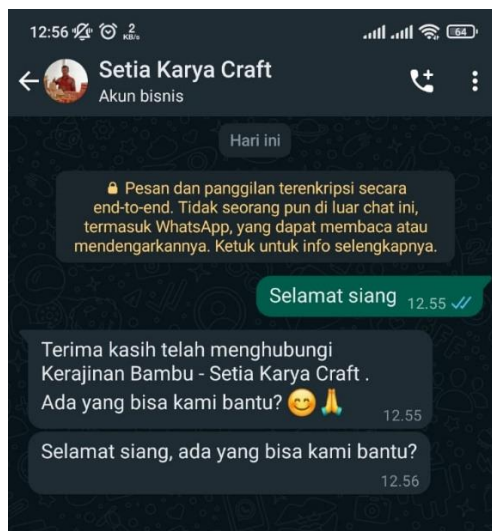 12:56 2 KB/s 64
Setia Karya Craft
Akun bisnis
Hari ini
Pesan dan panggilan terenkripsi secara
end-to-end. Tidak seorang pun di luar chat ini,
termasuk WhatsApp, yang dapat membaca atau
mendengarkannya. Ketuk untuk info selengkapnya.
Selamat siang 12.55
Terima kasih telah menghubungi
Kerajinan Bambu - Setia Karya Craft .
Ada yang bisa kami bantu? 😊🙏
12.55
Selamat siang, ada yang bisa kami bantu?
12.56